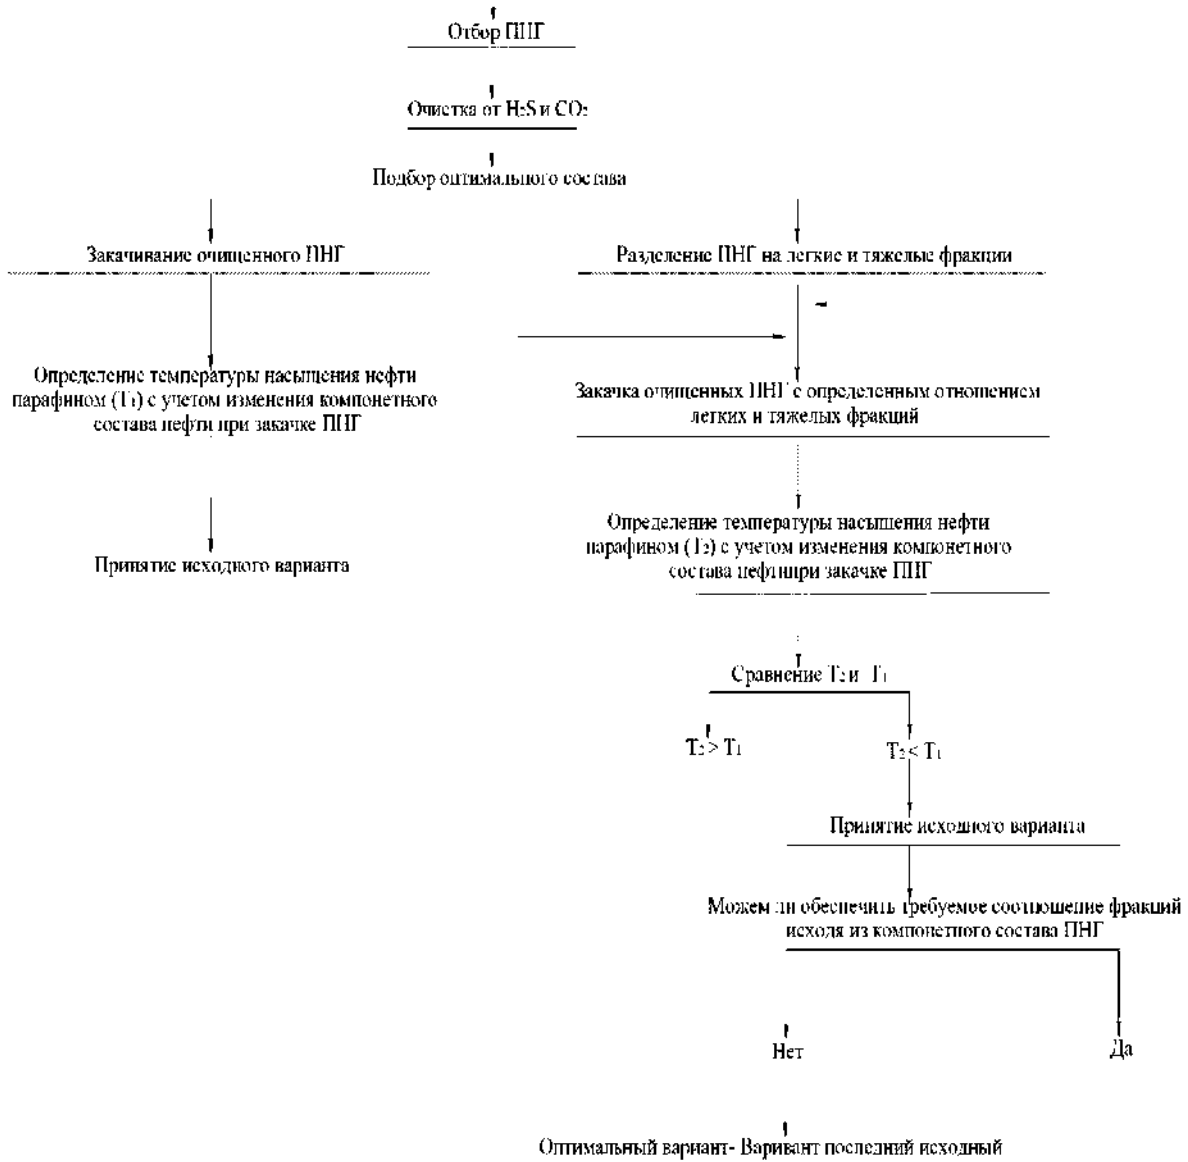 Отбор ПНГ
Очистка от H₂S и CO₂
Подбор оптимального состава
Закачивание очищенного ПНГ
Разделение ПНГ на легкие и тяжелые фракции
Определение температуры насыщения нефти
парафином (T₁) с учетом изменения компонетного
состава нефти при закачке ПНГ
Закачка очищенных ПНГ с определенным отношением
легких и тяжелых фракций
Принятие исходного варианта
Определение температуры насыщения нефти
парафином (T₂) с учетом изменения компонетного
состава нефтипри закачке ПНГ
Сравнение T₂ и T₁
T₂ > T₁
T₂ < T₁
Принятие исходного варианта
Можем ли обеспечить требуемое соотношение фракций
исходя из компонетного состава ПНГ
Нет
Да
Оптимальный вариант-Варивант последний исходный